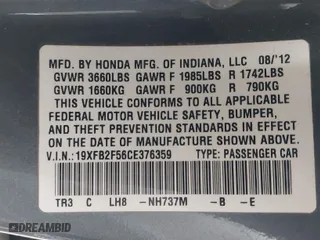 MFD. BY HONDA MFG. OF INDIANA, LLC 08/'12
GVWR 3660LBS GAWR F 1985LBS R 1742LBS
GVWR 1660KG GAWR F 900KG R 790KG
THIS VEHICLE CONFORMS TO ALL APPLICABLE
FEDERAL MOTOR VEHICLE SAFETY, BUMPER,
AND THEFT PREVENTION STANDARDS IN EFFECT ON THE
DATE OF MANUFACTURE SHOWN ABOVE.
V.I.N.: 19XFB2F56CE376359 TYPE: PASSENGER CAR
TR3 C LH8 -NH737M -B -E
D.REPAIRABLEVEHICLES.COM